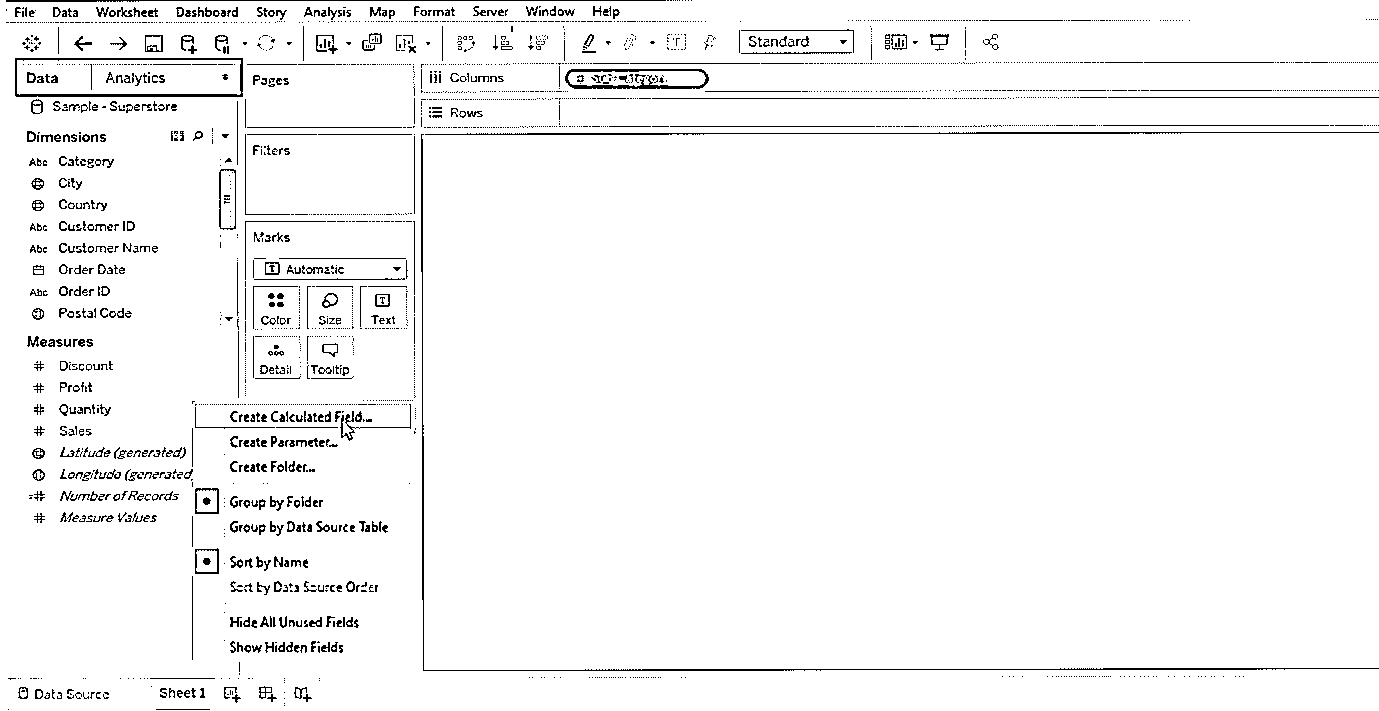 File Data Worksheet Dashboard Story Analysis Map Format Server Window Help
Standard
Data Analytics
Pages
Columns
Sample - Superstore
Rows
Dimensions
Filters
Abc Category
City
Country
Abc Customer ID
Abc Customer Name
Order Date
Abc Order ID
Postal Code
Marks
Automatic
Color Size Text
Detail Tooltip
Measures
# Discount
# Profit
# Quantity
# Sales
Latitude (generated)
Longitude (generated
=# Number of Records
# Measure Values
Create Calculated Field...
Create Parameter...
Create Folder...
Group by Folder
Group by Data Source Table
Sort by Name
Sort by Data Source Order
Hide All Unused Fields
Show Hidden Fields
Data Source Sheet 1